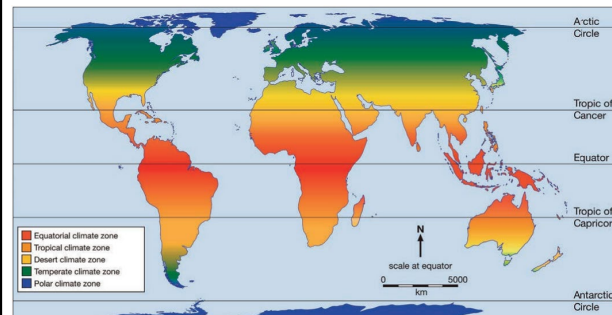 Arctic
Circle
Tropic of
Cancer
Equator
Tropic of
Capricorn
Equatorial climate zone
Tropical climate zone
Desert climate zone
Temperate climate zone
Polar climate zone
N
scale at equator
0 5000
km
Antarctic
Circle